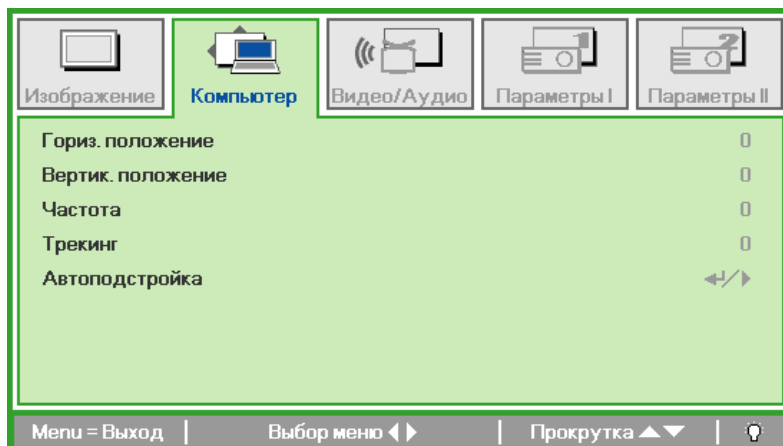 Изображение Компьютер Видео/Аудио Параметры I Параметры II
Гориз. положение 0
Вертик. положение 0
Частота 0
Трекинг 0
Автоподстройка
Menu = Выход Выбор меню Прокрутка